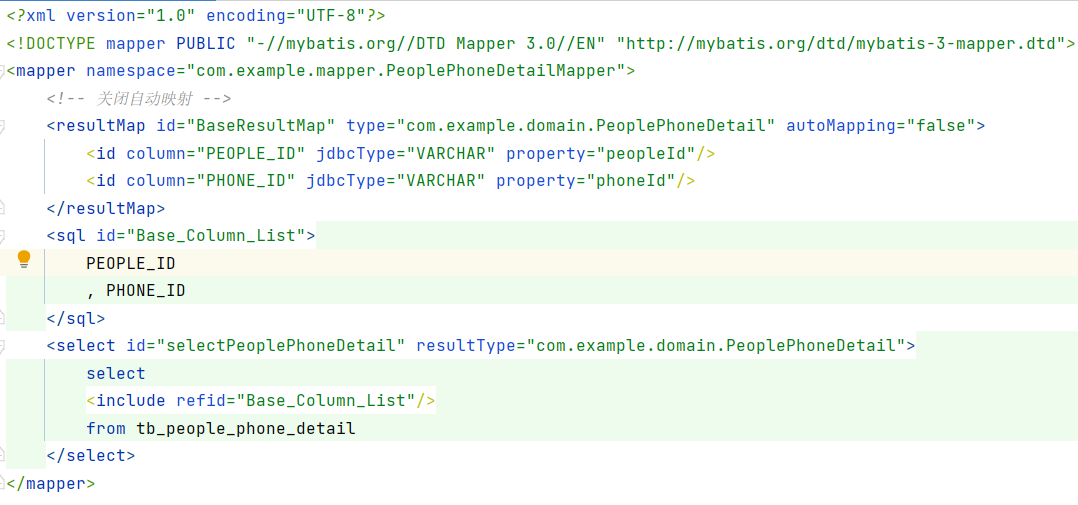 <?xml version="1.0" encoding="UTF-8"?>
<!DOCTYPE mapper PUBLIC "-//mybatis.org//DTD Mapper 3.0//EN" "http://mybatis.org/dtd/mybatis-3-mapper.dtd">
<mapper namespace="com.example.mapper.PeoplePhoneDetailMapper">
    <!-- 关闭自动映射 -->
    <resultMap id="BaseResultMap" type="com.example.domain.PeoplePhoneDetail" autoMapping="false">
        <id column="PEOPLE_ID" jdbcType="VARCHAR" property="peopleId"/>
        <id column="PHONE_ID" jdbcType="VARCHAR" property="phoneId"/>
    </resultMap>
    <sql id="Base_Column_List">
        PEOPLE_ID
        , PHONE_ID
    </sql>
    <select id="selectPeoplePhoneDetail" resultType="com.example.domain.PeoplePhoneDetail">
        select
        <include refid="Base_Column_List"/>
        from tb_people_phone_detail
    </select>
</mapper>